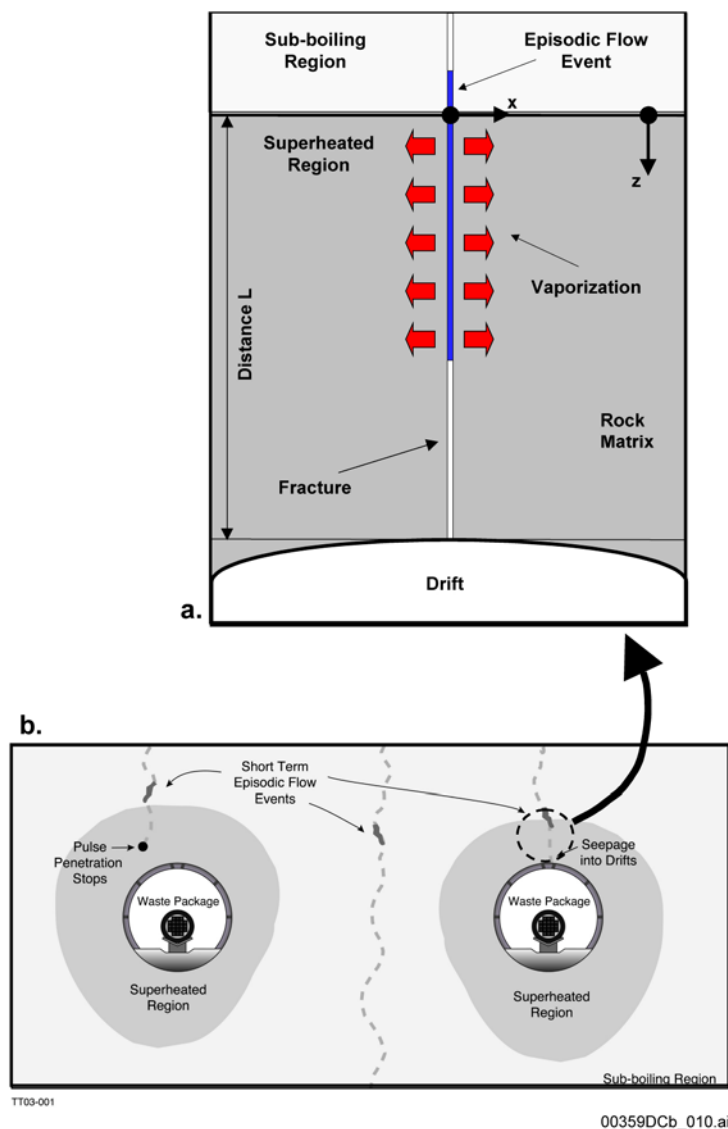 Sub-boiling
Region
Episodic Flow
Event
x
Superheated
Region
z
Distance L
Vaporization
Rock
Matrix
Fracture
Drift
a.
b.
Short Term
Episodic Flow
Events
Pulse
Penetration
Stops
Seepage
into Drifts
Waste Package
Waste Package
Superheated
Region
Superheated
Region
Sub-boiling Region
TT03-001
00359DCb_010.ai